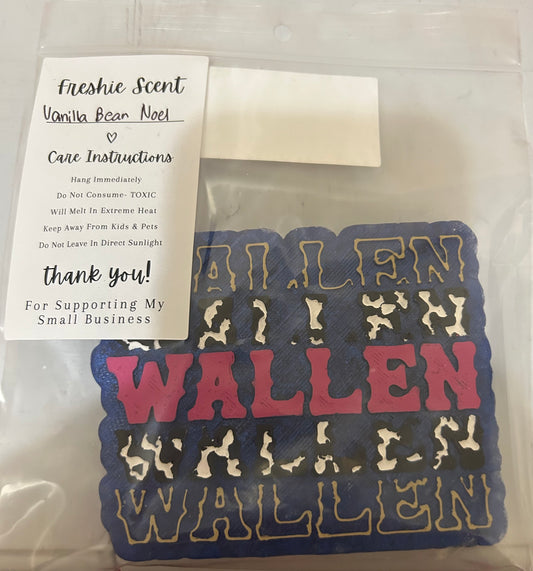 Freshie Scent
Vanilla Bean Noel
Care Instructions
Hang Immediately
Do Not Consume- TOXIC
Will Melt In Extreme Heat
Keep Away From Kids & Pets
Do Not Leave In Direct Sunlight
thank you!
For Supporting My
Small Business
WALLEN
WALLEN
WALLEN
WALLEN
WALLEN